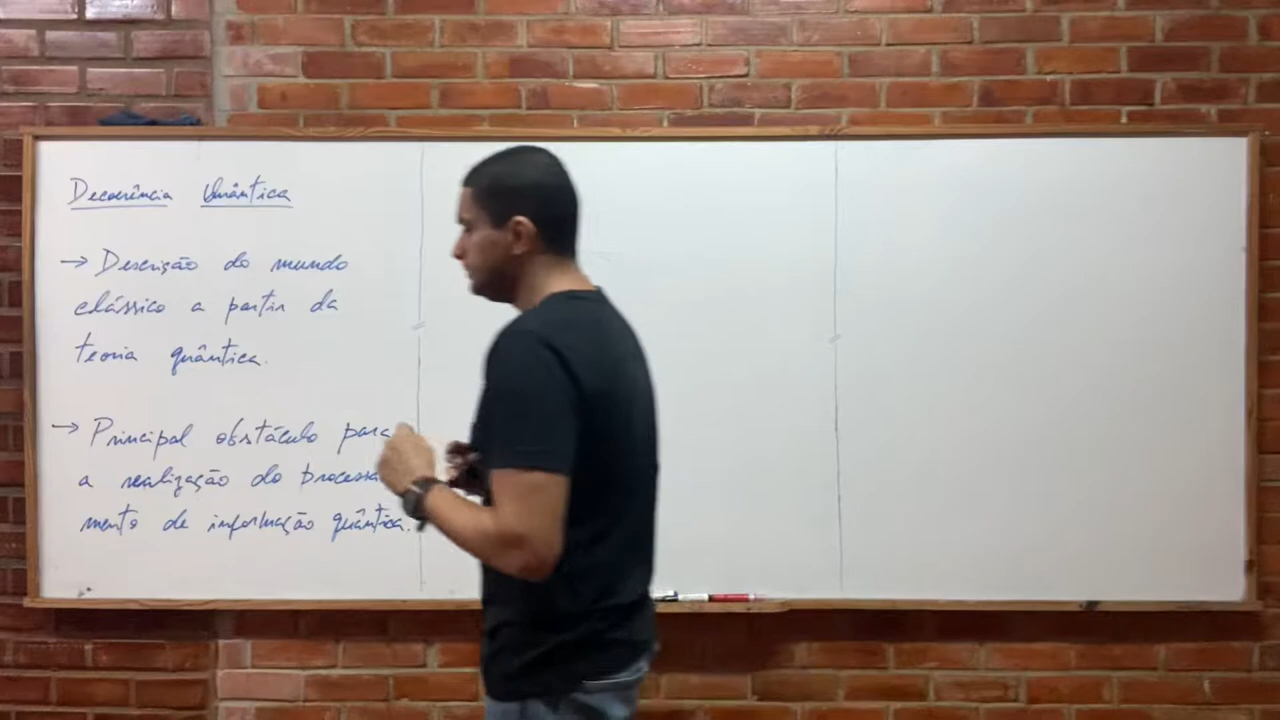 Decoerência Quântica
→ Descrição do mundo
clássico a partir da
teoria quântica.
→ Principal obstáculo para
a realização do processa
mento de informação quântica.